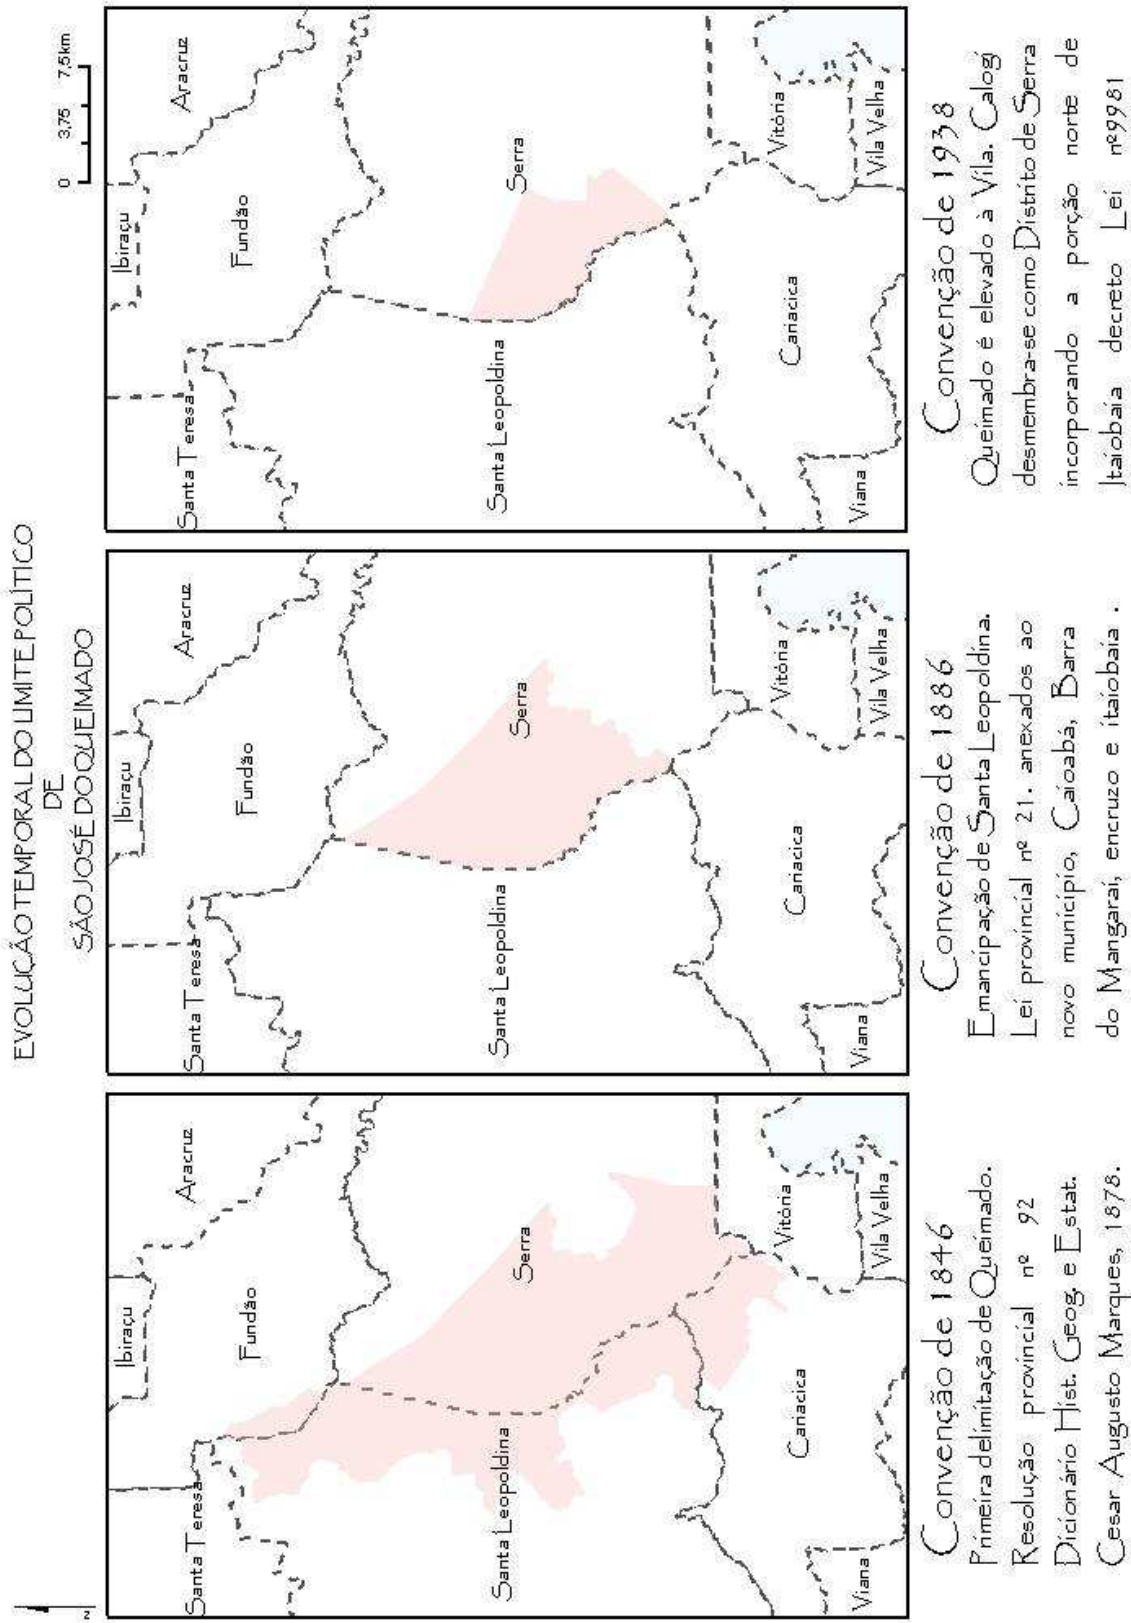 EVOLUÇÃO TEMPORAL DO LIMITE POLÍTICO
DE
SÃO JOSÉ DO QUEIMADO
N
0 3,75 7,5km
Ibiraçu
Aracruz
Santa Teresa
Fundão
Serra
Santa Leopoldina
Vitória
Cariacica
Vila Velha
Viana
Convenção de 1846
Primeira delimitação de Queimado.
Resolução provincial nº 92
Dicionário Hist. Geog. e Estat.
Cesar Augusto Marques, 1878.
Ibiraçu
Aracruz
Santa Teresa
Fundão
Serra
Santa Leopoldina
Vitória
Cariacica
Vila Velha
Viana
Convenção de 1886
Emancipação de Santa Leopoldina.
Lei provincial nº 21. anexados ao
novo município, Caioabá, Barra
do Mangaraí, encruzo e itaiobaia .
Ibiraçu
Aracruz
Santa Teresa
Fundão
Serra
Santa Leopoldina
Vitória
Cariacica
Vila Velha
Viana
Convenção de 1938
Queimado é elevado à Vila. Calogi
desmembra-se como Distrito de Serra
incorporando a porção norte de
Itaiobaia decreto Lei nº9981